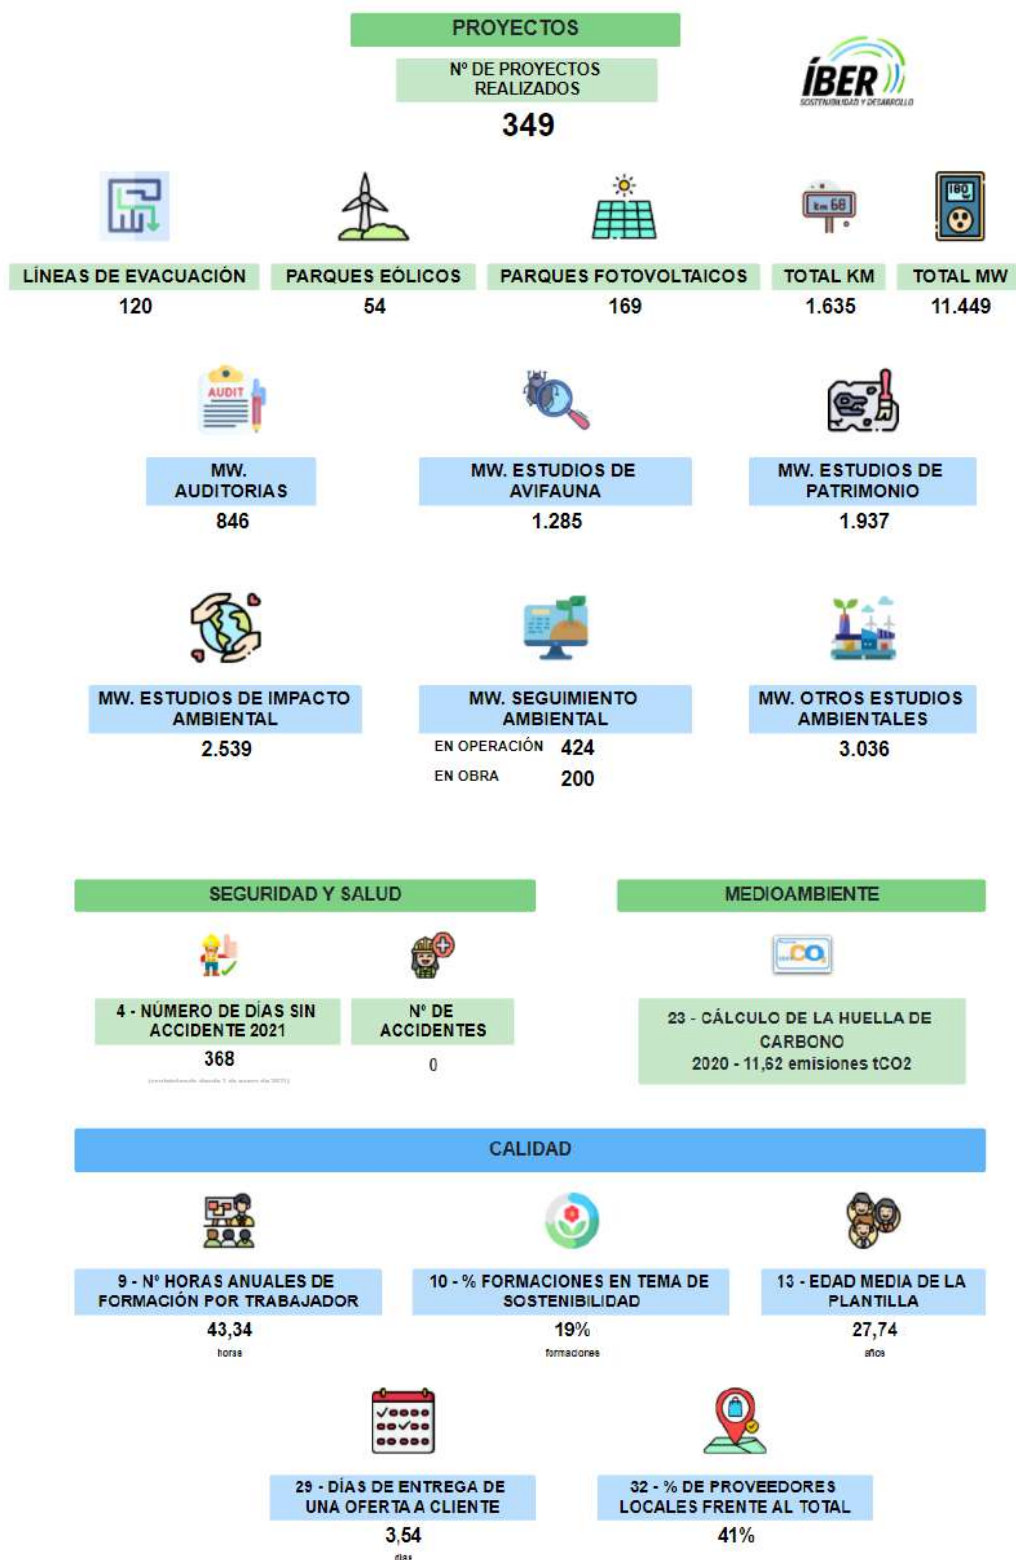 PROYECTOS
Nº DE PROYECTOS
REALIZADOS
349
ÍBER
SOSTENIBILIDAD Y DESARROLLO
km 68
180
LÍNEAS DE EVACUACIÓN
PARQUES EÓLICOS
PARQUES FOTOVOLTAICOS
TOTAL KM
TOTAL MW
120
54
169
1.635
11.449
AUDIT
MW.
AUDITORIAS
846
MW. ESTUDIOS DE
AVIFAUNA
1.285
MW. ESTUDIOS DE
PATRIMONIO
1.937
MW. ESTUDIOS DE IMPACTO
AMBIENTAL
2.539
MW. SEGUIMIENTO
AMBIENTAL
EN OPERACIÓN 424
EN OBRA 200
MW. OTROS ESTUDIOS
AMBIENTALES
3.036
SEGURIDAD Y SALUD
4 - NÚMERO DE DÍAS SIN
ACCIDENTE 2021
368
Nº DE
ACCIDENTES
0
MEDIOAMBIENTE
CO2
23 - CÁLCULO DE LA HUELLA DE
CARBONO
2020 - 11,62 emisiones tCO2
CALIDAD
9 - Nº HORAS ANUALES DE
FORMACIÓN POR TRABAJADOR
43,34
horas
10 - % FORMACIONES EN TEMA DE
SOSTENIBILIDAD
19%
formaciones
13 - EDAD MEDIA DE LA
PLANTILLA
27,74
años
29 - DÍAS DE ENTREGA DE
UNA OFERTA A CLIENTE
3,54
días
32 - % DE PROVEEDORES
LOCALES FRENTE AL TOTAL
41%